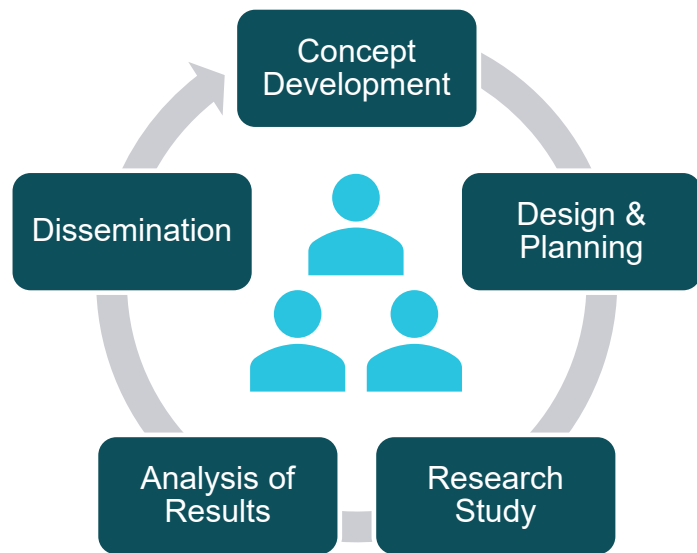 Concept
Development
Design &
Planning
Research
Study
Analysis of
Results
Dissemination